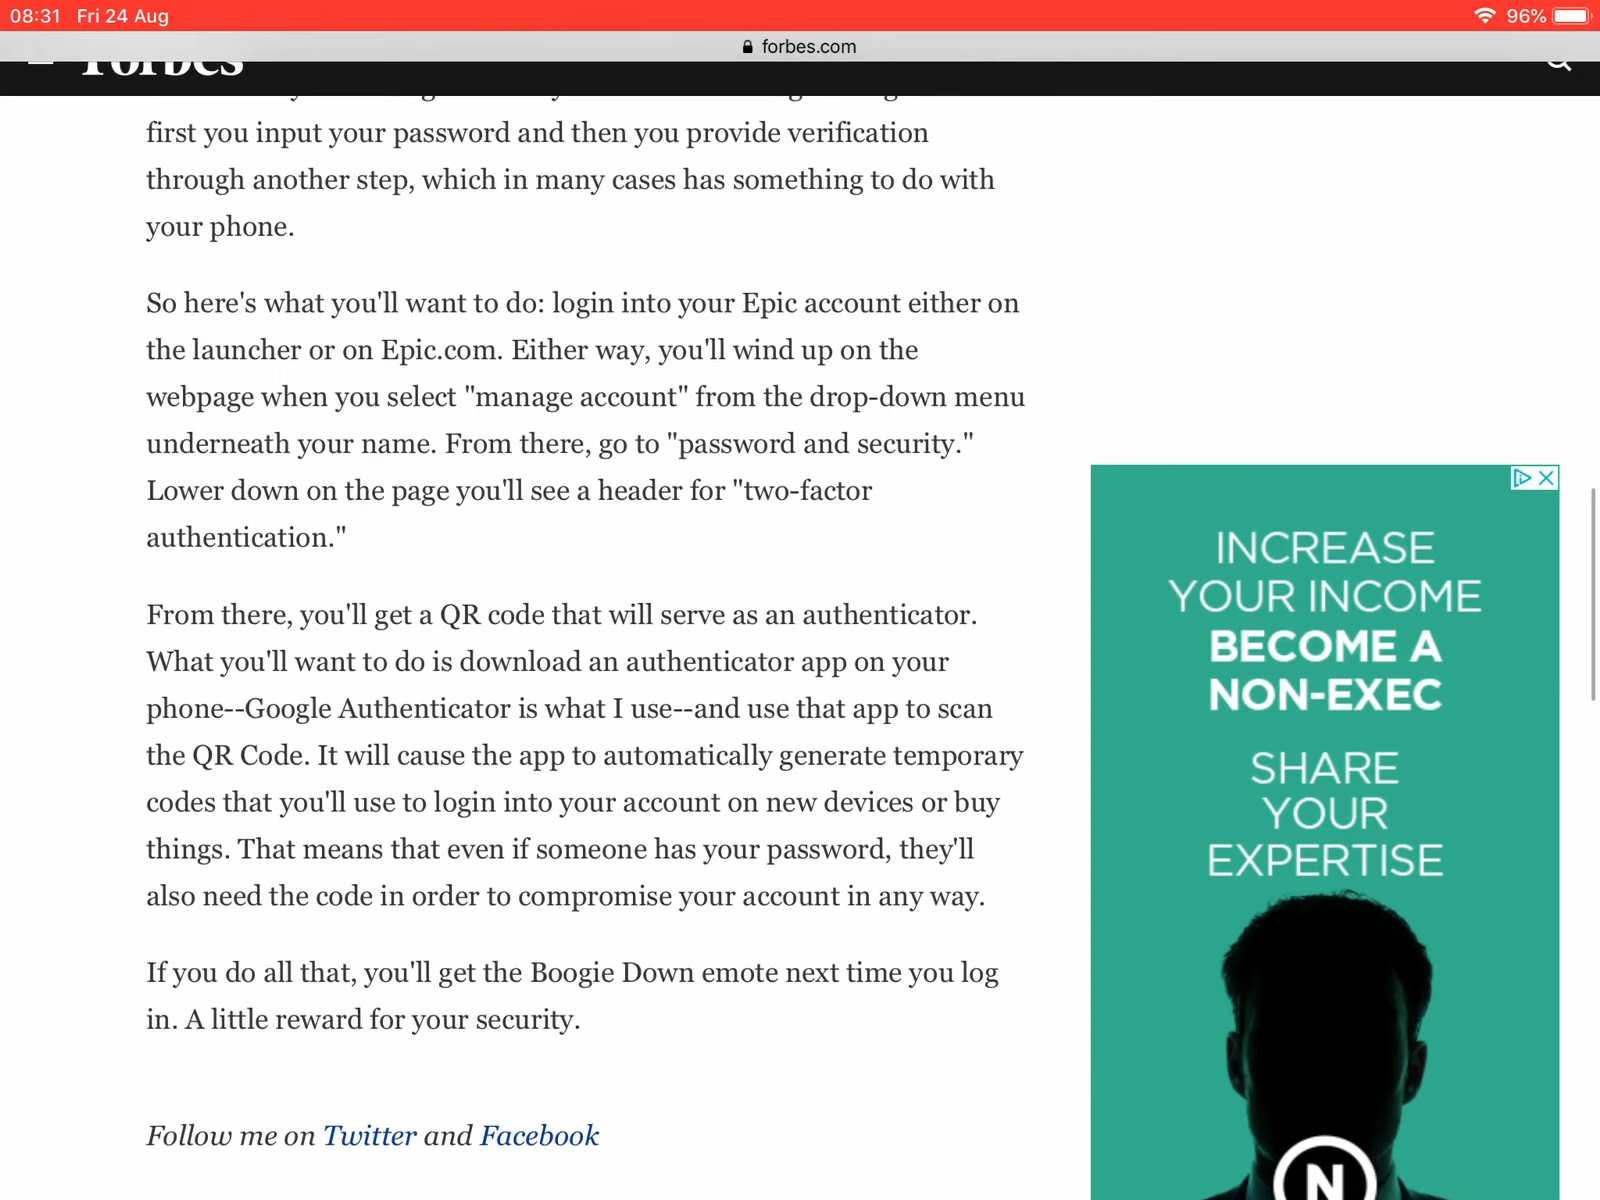 08:31 Fri 24 Aug
96%
forbes.com
Forbes
first you input your password and then you provide verification
through another step, which in many cases has something to do with
your phone.
So here's what you'll want to do: login into your Epic account either on
the launcher or on Epic.com. Either way, you'll wind up on the
webpage when you select "manage account" from the drop-down menu
underneath your name. From there, go to "password and security."
Lower down on the page you'll see a header for "two-factor
authentication."
From there, you'll get a QR code that will serve as an authenticator.
What you'll want to do is download an authenticator app on your
phone--Google Authenticator is what I use--and use that app to scan
the QR Code. It will cause the app to automatically generate temporary
codes that you'll use to login into your account on new devices or buy
things. That means that even if someone has your password, they'll
also need the code in order to compromise your account in any way.
If you do all that, you'll get the Boogie Down emote next time you log
in. A little reward for your security.
Follow me on Twitter and Facebook
INCREASE
YOUR INCOME
BECOME A
NON-EXEC
SHARE
YOUR
EXPERTISE
N